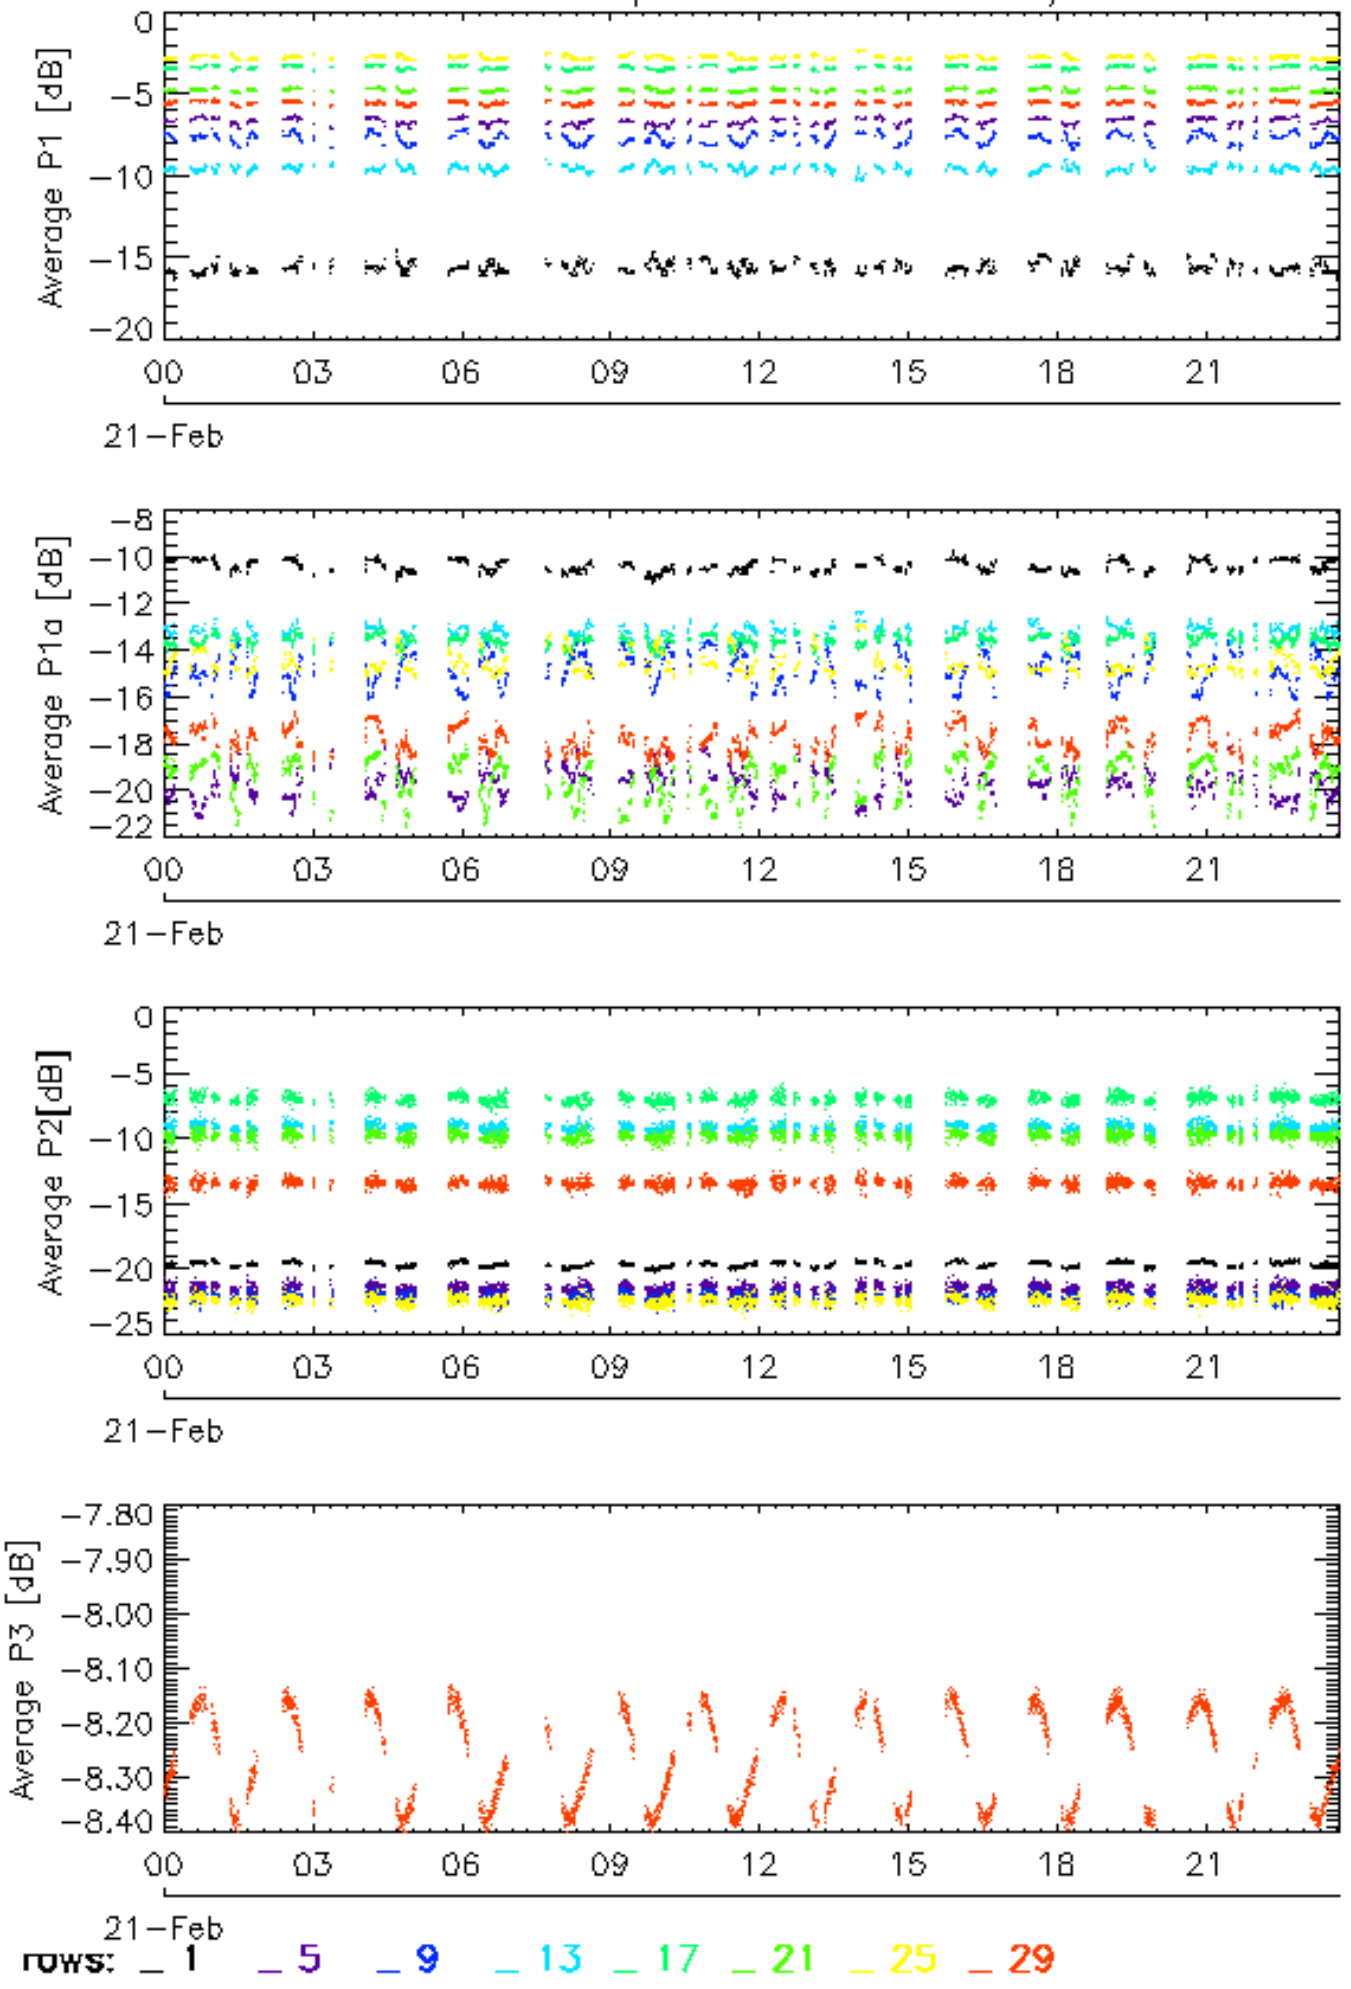 0
-5
-10
-15
-20
Average P1 [dB]
00 03 06 09 12 15 18 21
21-Feb
-8
-10
-12
-14
-16
-18
-20
-22
Average P1a [dB]
00 03 06 09 12 15 18 21
21-Feb
0
-5
-10
-15
-20
-25
Average P2[dB]
00 03 06 09 12 15 18 21
21-Feb
-7.80
-7.90
-8.00
-8.10
-8.20
-8.30
-8.40
Average P3 [dB]
00 03 06 09 12 15 18 21
21-Feb
rows: _ 1 _ 5 _ 9 _ 13 _ 17 _ 21 _ 25 _ 29